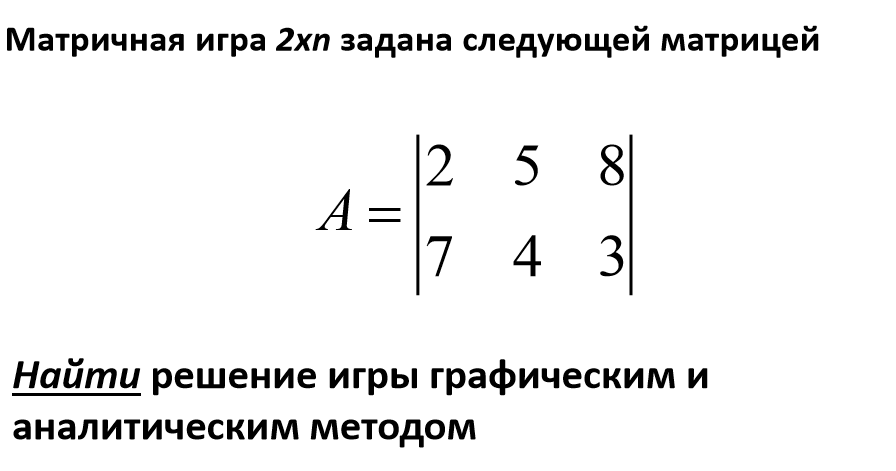 Матричная игра 2xn задана следующей матрицей
2 5 8
A =
7 4 3
Найти решение игры графическим и
аналитическим методом